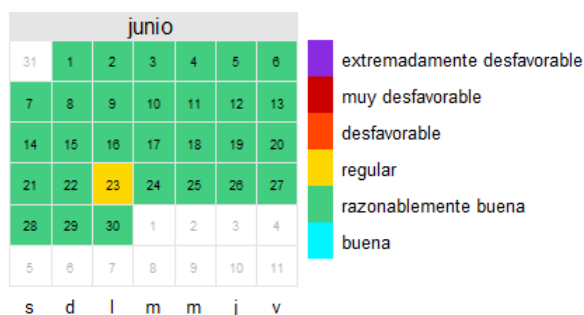 junio
31 1 2 3 4 5 6
7 8 9 10 11 12 13
14 15 16 17 18 19 20
21 22 23 24 25 26 27
28 29 30 1 2 3 4
5 6 7 8 9 10 11
s d l m m j v
extremadamente desfavorable
muy desfavorable
desfavorable
regular
razonablemente buena
buena